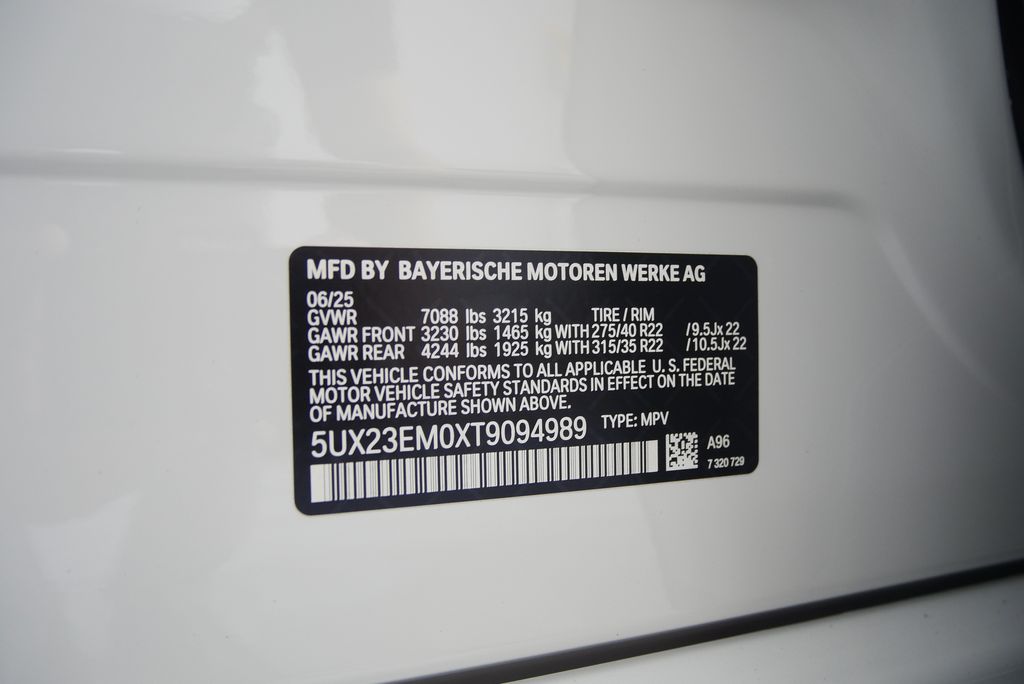 MFD BY BAYERISCHE MOTOREN WERKE AG
06/25
GVWR 7088 lbs 3215 kg TIRE / RIM
GAWR FRONT 3230 lbs 1465 kg WITH 275/40 R22 /9.5Jx 22
GAWR REAR 4244 lbs 1925 kg WITH 315/35 R22 /10.5Jx 22
THIS VEHICLE CONFORMS TO ALL APPLICABLE U. S. FEDERAL
MOTOR VEHICLE SAFETY STANDARDS IN EFFECT ON THE DATE
OF MANUFACTURE SHOWN ABOVE.
5UX23EM0XT9094989 TYPE: MPV
A96
7 320 729